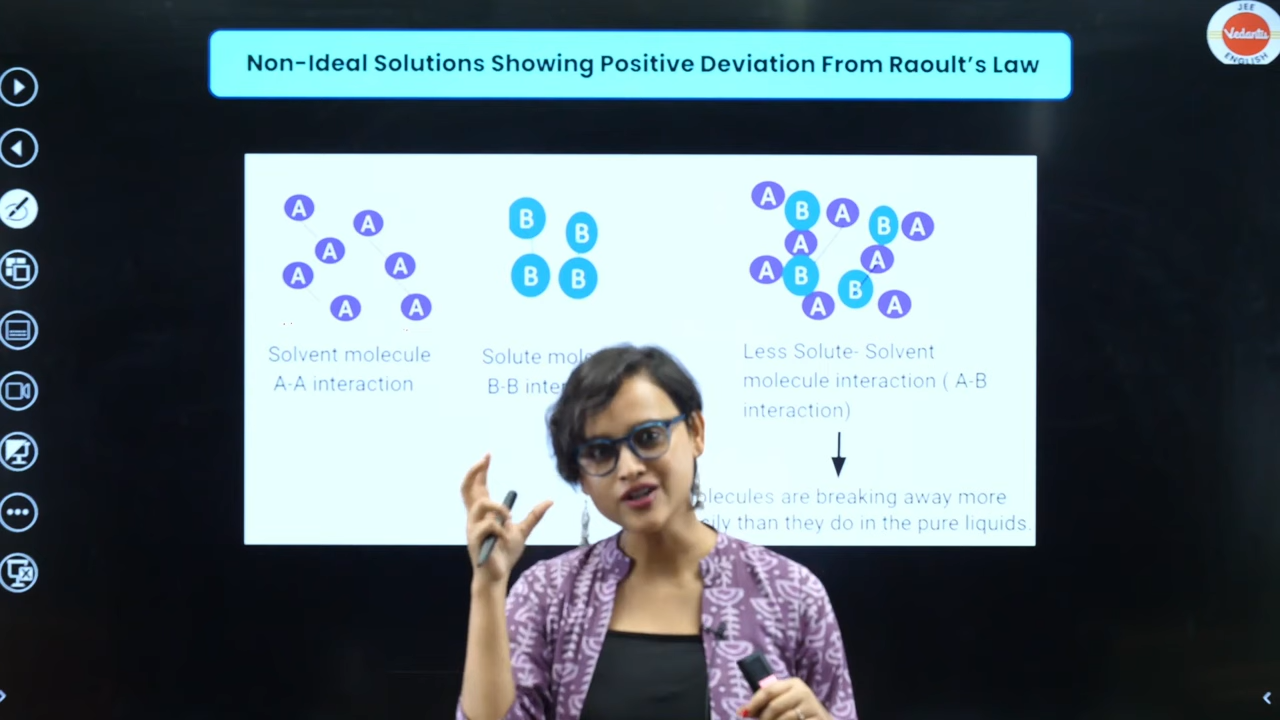 JEE
Vedantu
ENGLISH
Non-Ideal Solutions Showing Positive Deviation From Raoult's Law
A
A
A
A
A
A
A
B
B
B
B
A
B
A
B
A
A
A
A
B
B
A
A
Solvent molecule
A-A interaction
Solute
B-B
Less Solute- Solvent
molecule interaction ( A-B
interaction)
are breaking away more
than they do in the pure liquids.